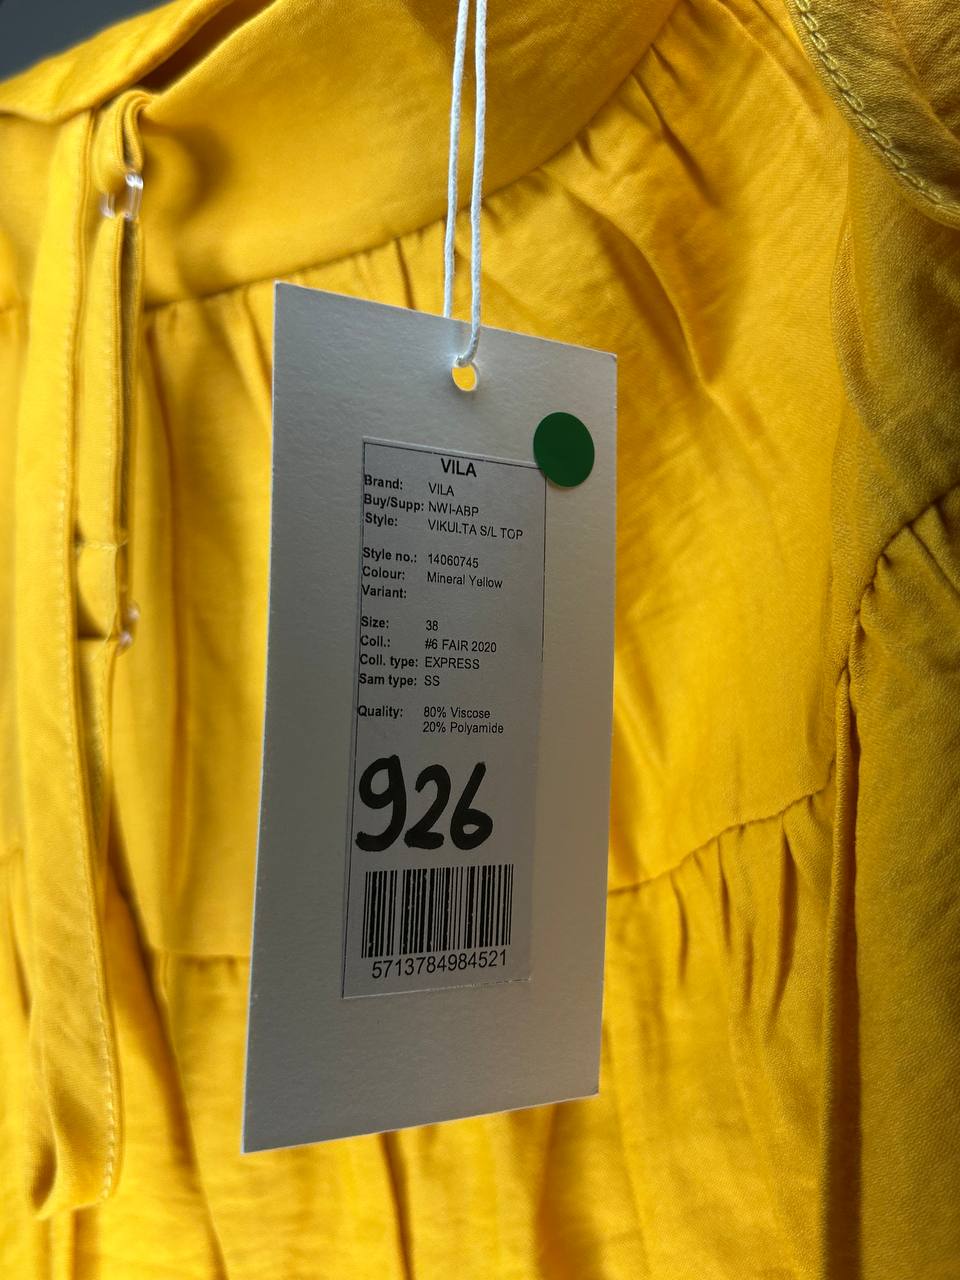 VILA
Brand: VILA
Buy/Supp: NWI-ABP
Style: VIKULTA S/L TOP
Style no.: 14060745
Colour: Mineral Yellow
Variant:
Size: 38
Coll.: #6 FAIR 2020
Coll. type: EXPRESS
Sam type: SS
Quality: 80% Viscose
20% Polyamide
926
5713784984521